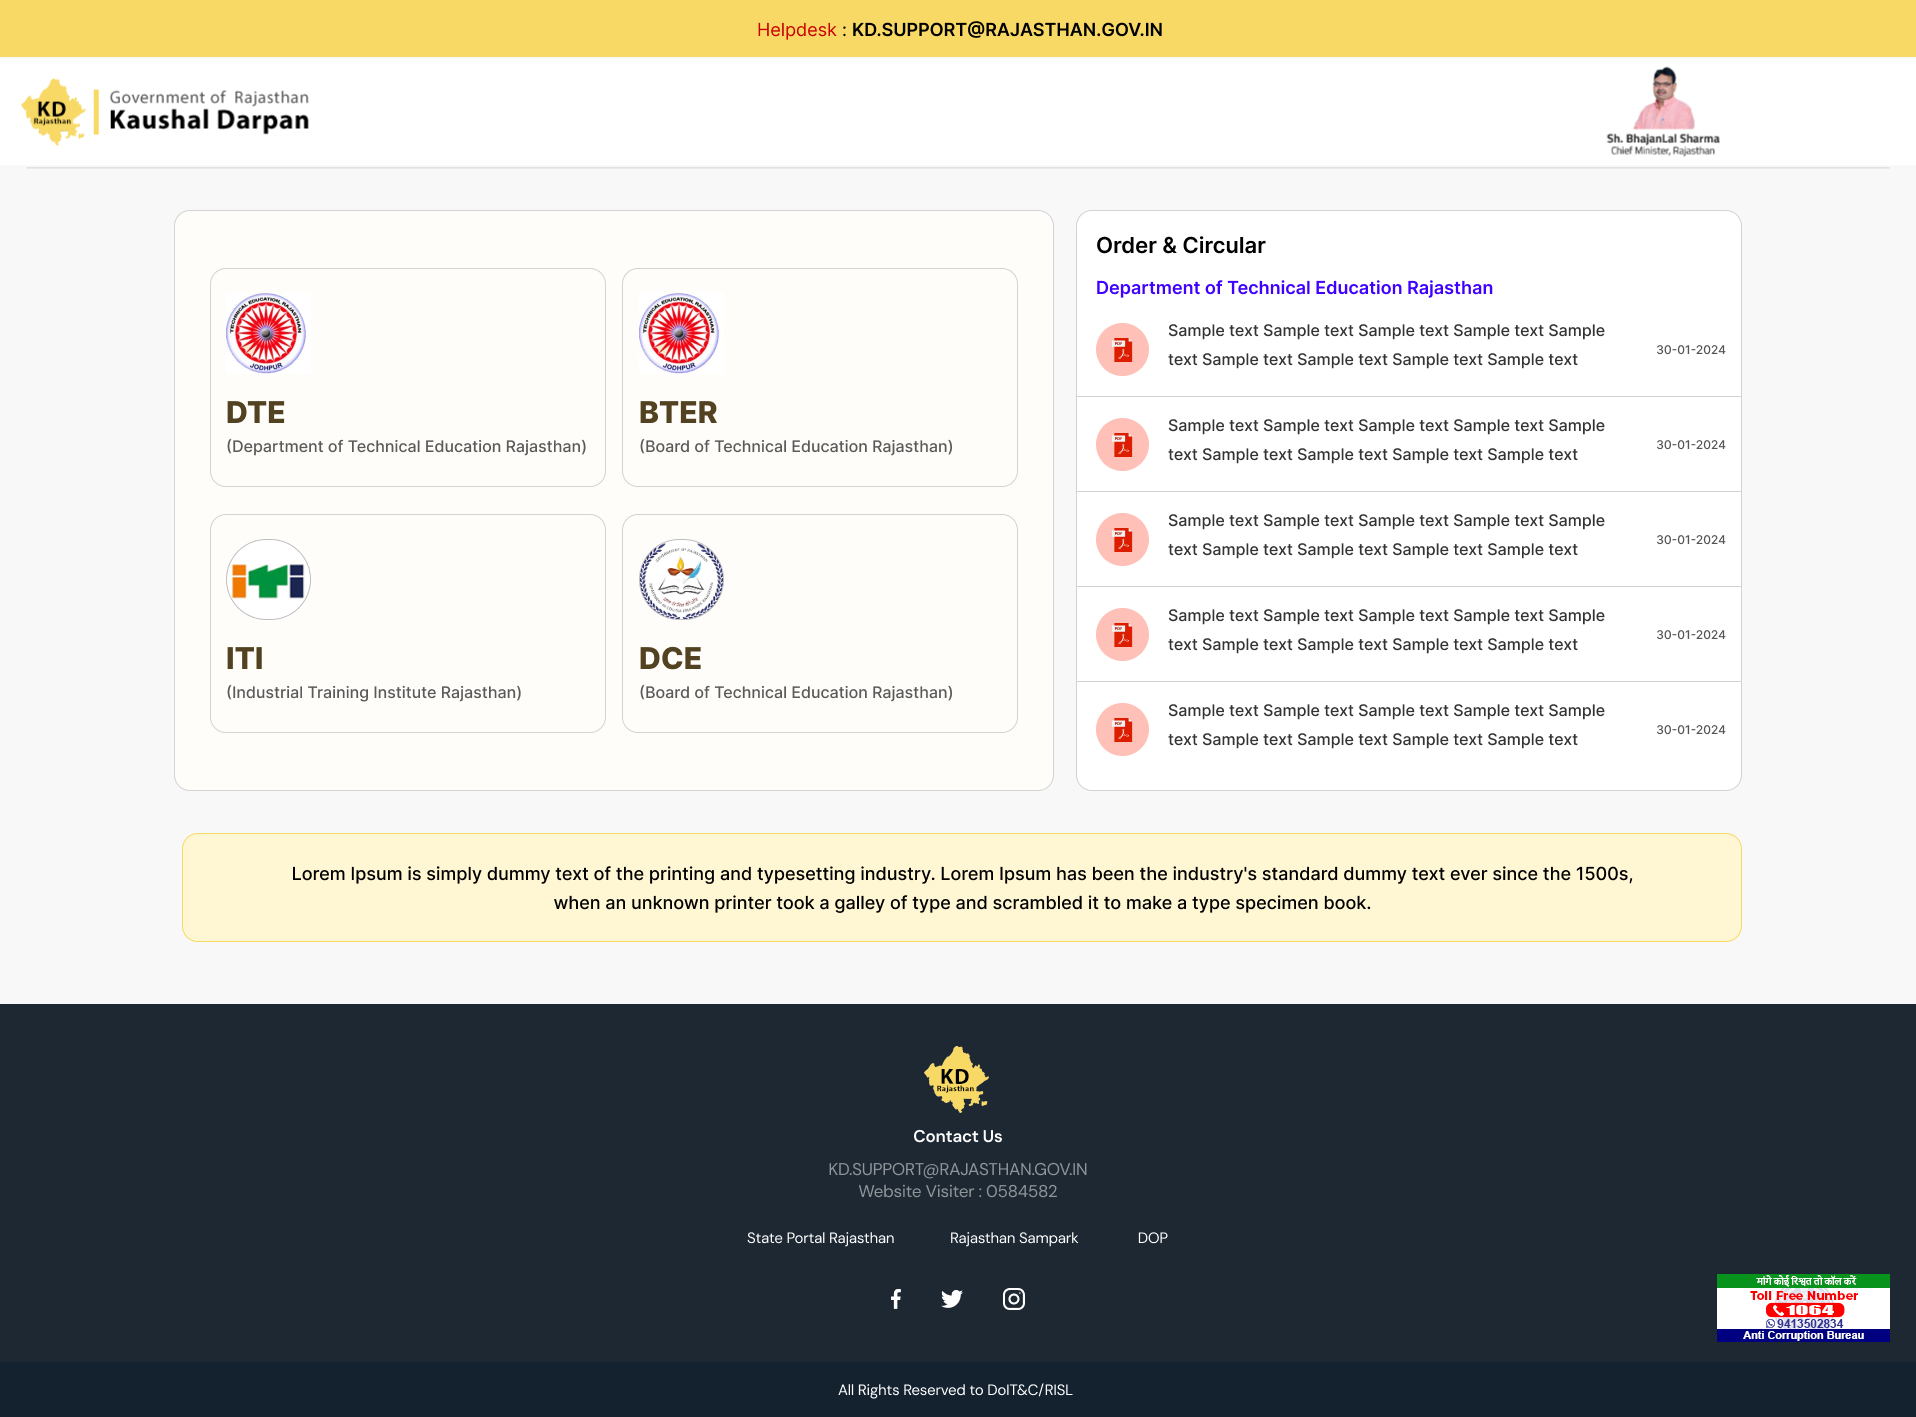 Helpdesk : KD.SUPPORT@RAJASTHAN.GOV.IN
KD
Rajasthan
Government of Rajasthan
Kaushal Darpan
Sh. BhajanLal Sharma
Chief Minister, Rajasthan
TECHNICAL EDUCATION, RAJASTHAN
JODHPUR
DTE
(Department of Technical Education Rajasthan)
TECHNICAL EDUCATION, RAJASTHAN
JODHPUR
BTER
(Board of Technical Education Rajasthan)
iTi
ITI
(Industrial Training Institute Rajasthan)
DCE
(Board of Technical Education Rajasthan)
Order & Circular
Department of Technical Education Rajasthan
PDF
Sample text Sample text Sample text Sample text Sample
text Sample text Sample text Sample text Sample text
30-01-2024
PDF
Sample text Sample text Sample text Sample text Sample
text Sample text Sample text Sample text Sample text
30-01-2024
PDF
Sample text Sample text Sample text Sample text Sample
text Sample text Sample text Sample text Sample text
30-01-2024
PDF
Sample text Sample text Sample text Sample text Sample
text Sample text Sample text Sample text Sample text
30-01-2024
PDF
Sample text Sample text Sample text Sample text Sample
text Sample text Sample text Sample text Sample text
30-01-2024
Lorem Ipsum is simply dummy text of the printing and typesetting industry. Lorem Ipsum has been the industry's standard dummy text ever since the 1500s,
when an unknown printer took a galley of type and scrambled it to make a type specimen book.
KD
Rajasthan
Contact Us
KD.SUPPORT@RAJASTHAN.GOV.IN
Website Visiter : 0584582
State Portal Rajasthan Rajasthan Sampark DOP
मांगे कोई रिश्वत तो कॉल करें
Toll Free Number
1064
9413502834
Anti Corruption Bureau
All Rights Reserved to DoIT&C/RISL